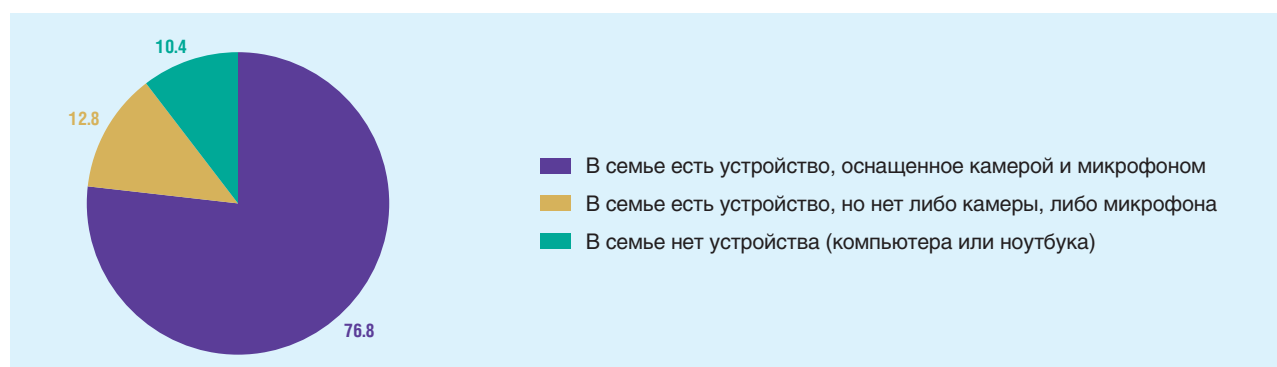 10.4
12.8
76.8
В семье есть устройство, оснащенное камерой и микрофоном
В семье есть устройство, но нет либо камеры, либо микрофона
В семье нет устройства (компьютера или ноутбука)